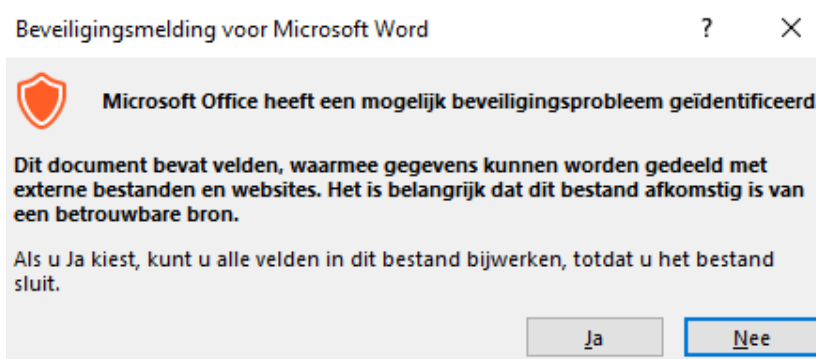 Beveiligingsmelding voor Microsoft Word ? ×
Microsoft Office heeft een mogelijk beveiligingsprobleem geïdentificeerd
Dit document bevat velden, waarmee gegevens kunnen worden gedeeld met
externe bestanden en websites. Het is belangrijk dat dit bestand afkomstig is van
een betrouwbare bron.
Als u Ja kiest, kunt u alle velden in dit bestand bijwerken, totdat u het bestand
sluit.
Ja Nee